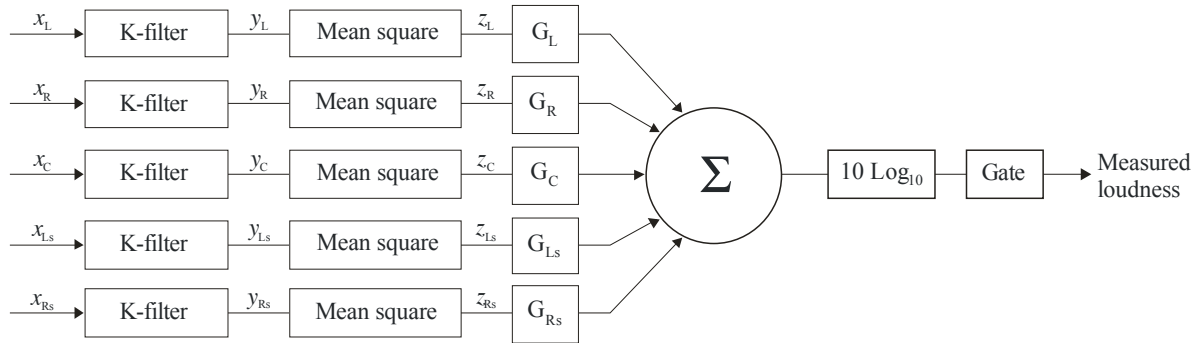 x_L K-filter y_L Mean square z_L G_L
x_R K-filter y_R Mean square z_R G_R
x_C K-filter y_C Mean square z_C G_C
x_Ls K-filter y_Ls Mean square z_Ls G_Ls
x_Rs K-filter y_Rs Mean square z_Rs G_Rs
Σ
10 Log_10
Gate
Measured
loudness